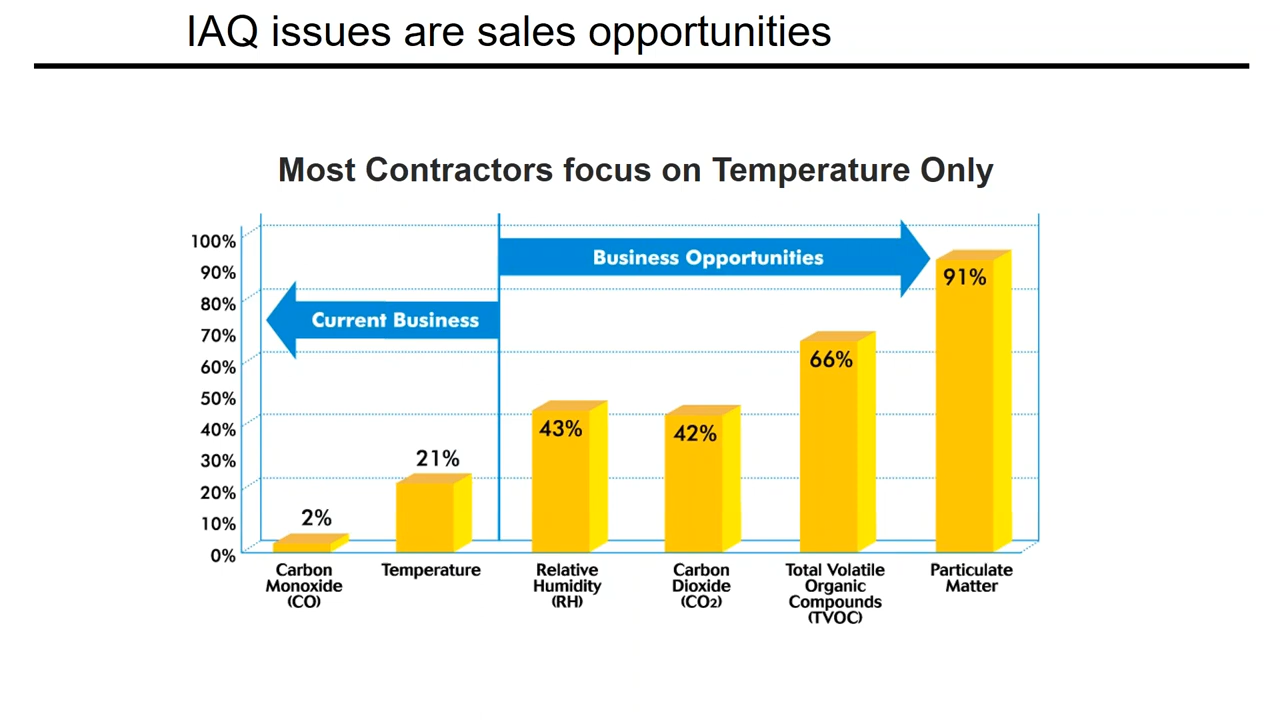 IAQ issues are sales opportunities
Most Contractors focus on Temperature Only
100%
90%
80%
70%
60%
50%
40%
30%
20%
10%
0%
Business Opportunities
Current Business
2%
21%
43%
42%
66%
91%
Carbon
Monoxide
(CO)
Temperature
Relative
Humidity
(RH)
Carbon
Dioxide
(CO2)
Total Volatile
Organic
Compounds
(TVOC)
Particulate
Matter